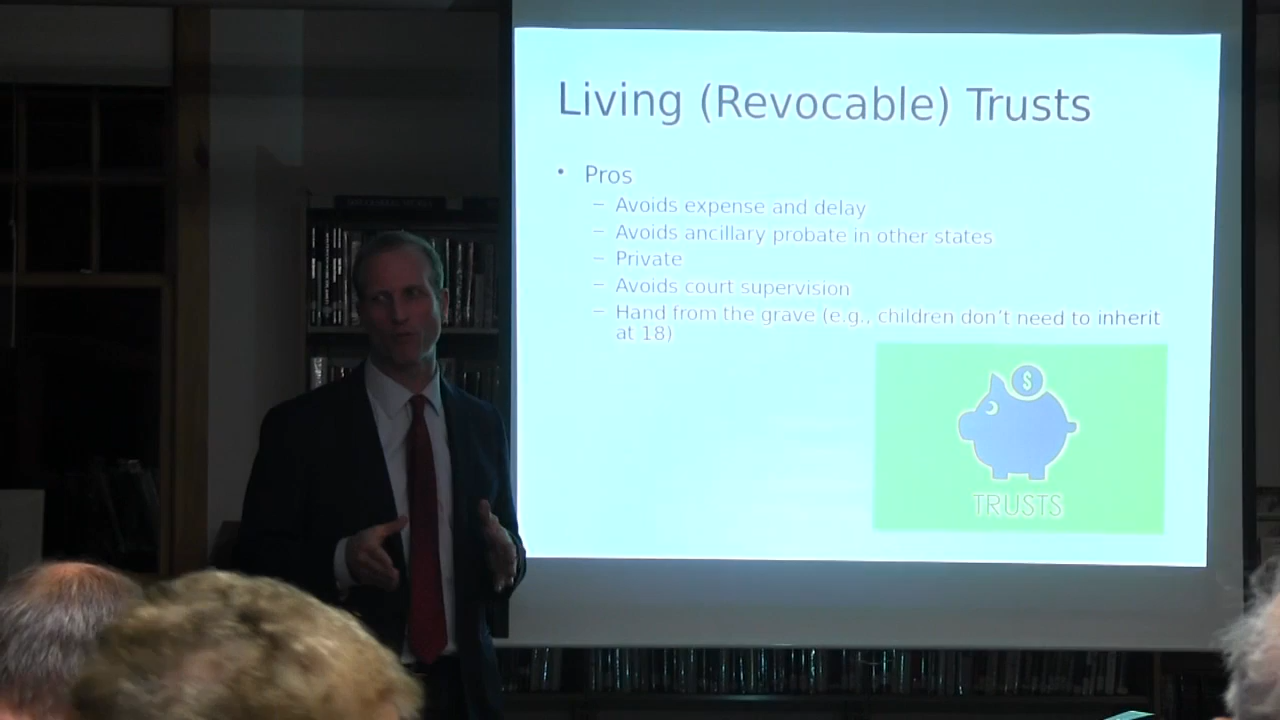 Living (Revocable) Trusts
• Pros
– Avoids expense and delay
– Avoids ancillary probate in other states
– Private
– Avoids court supervision
– Hand from the grave (e.g., children don’t need to inherit
at 18)
$
TRUSTS